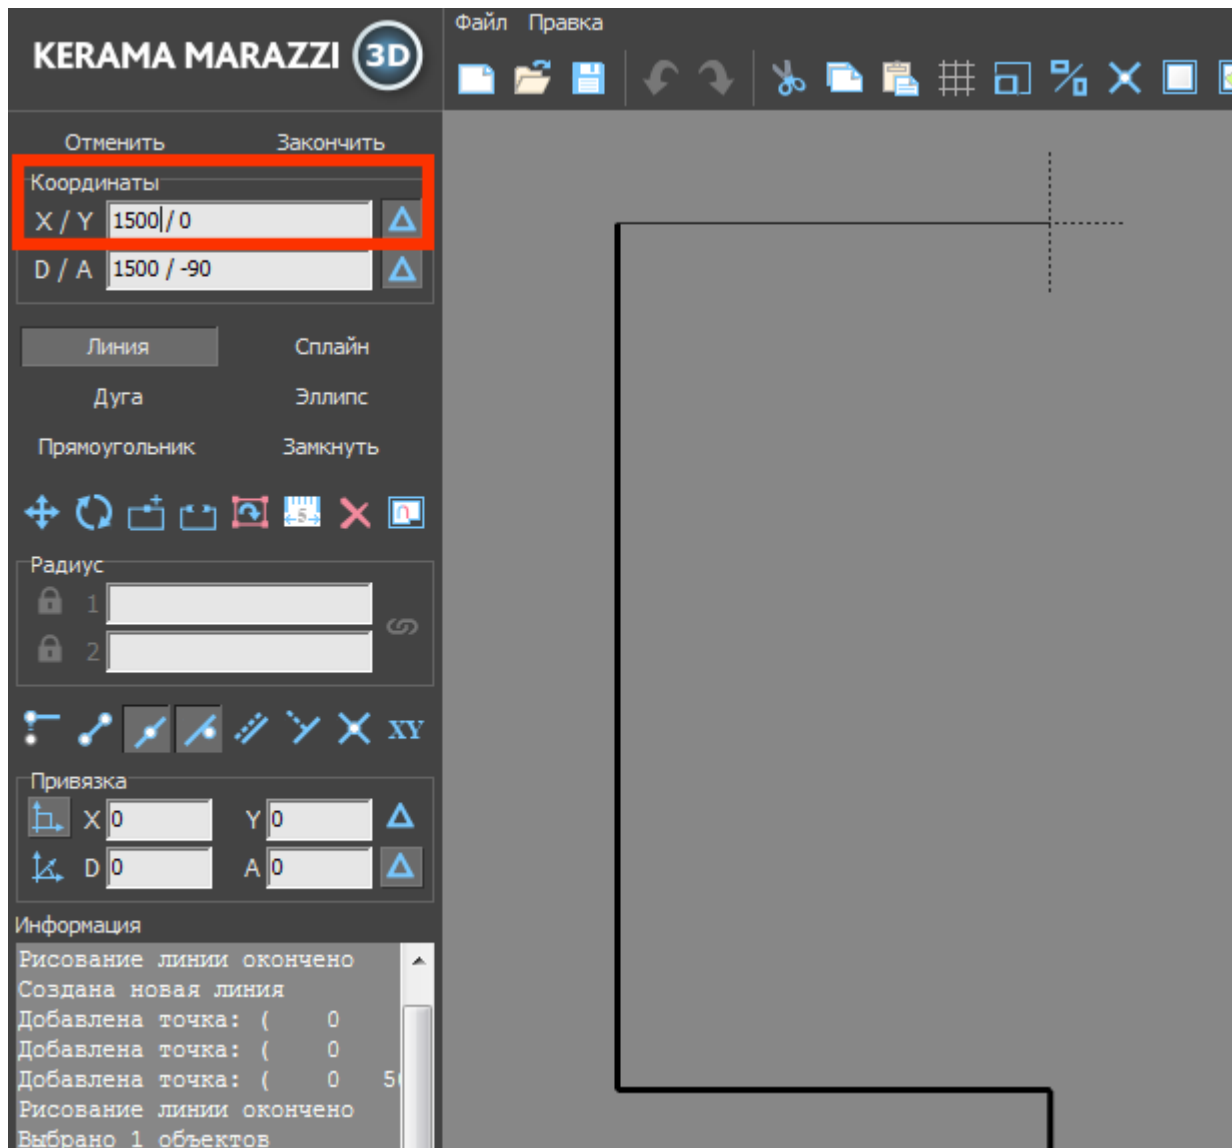 KERAMA MARAZZI 3D
Файл Правка
Отменить Закончить
Координаты
X / Y 1500 / 0
D / A 1500 / -90
Линия Сплайн
Дуга Эллипс
Прямоугольник Замкнуть
5
Радиус
1
2
XY
Привязка
X 0 Y 0
D 0 A 0
Информация
Рисование линии окончено
Создана новая линия
Добавлена точка: ( 0
Добавлена точка: ( 0
Добавлена точка: ( 0 5
Рисование линии окончено
Выбрано 1 объектов